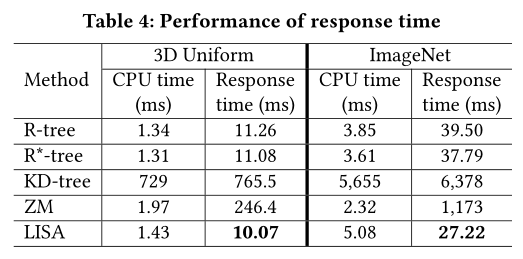 Table 4: Performance of response time
3D Uniform ImageNet
Method CPU time (ms) Response time (ms) CPU time (ms) Response time (ms)
R-tree 1.34 11.26 3.85 39.50
R*-tree 1.31 11.08 3.61 37.79
KD-tree 729 765.5 5,655 6,378
ZM 1.97 246.4 2.32 1,173
LISA 1.43 10.07 5.08 27.22